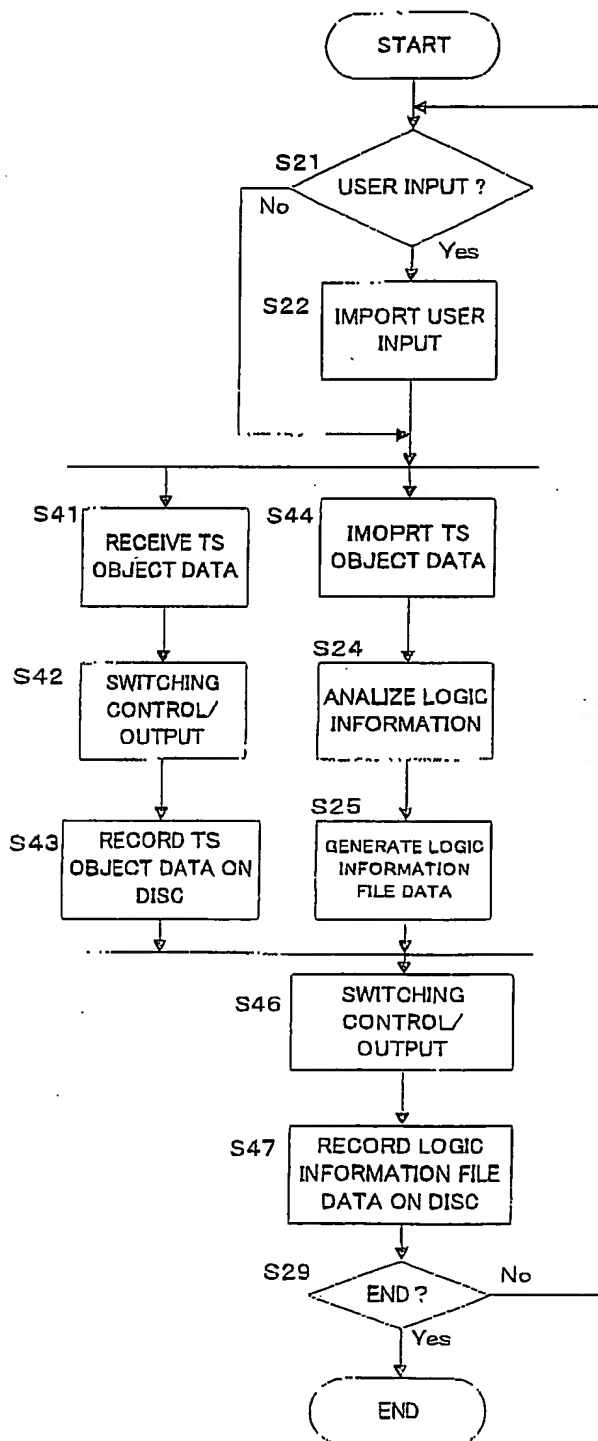 START
S21
USER INPUT ?
No
Yes
S22
IMPORT USER
INPUT
S41
RECEIVE TS
OBJECT DATA
S44
IMOPRT TS
OBJECT DATA
S42
SWITCHING
CONTROL/
OUTPUT
S24
ANALIZE LOGIC
INFORMATION
S43
RECORD TS
OBJECT DATA ON
DISC
S25
GENERATE LOGIC
INFORMATION
FILE DATA
S46
SWITCHING
CONTROL/
OUTPUT
S47
RECORD LOGIC
INFORMATION FILE
DATA ON DISC
S29
END ?
No
Yes
END